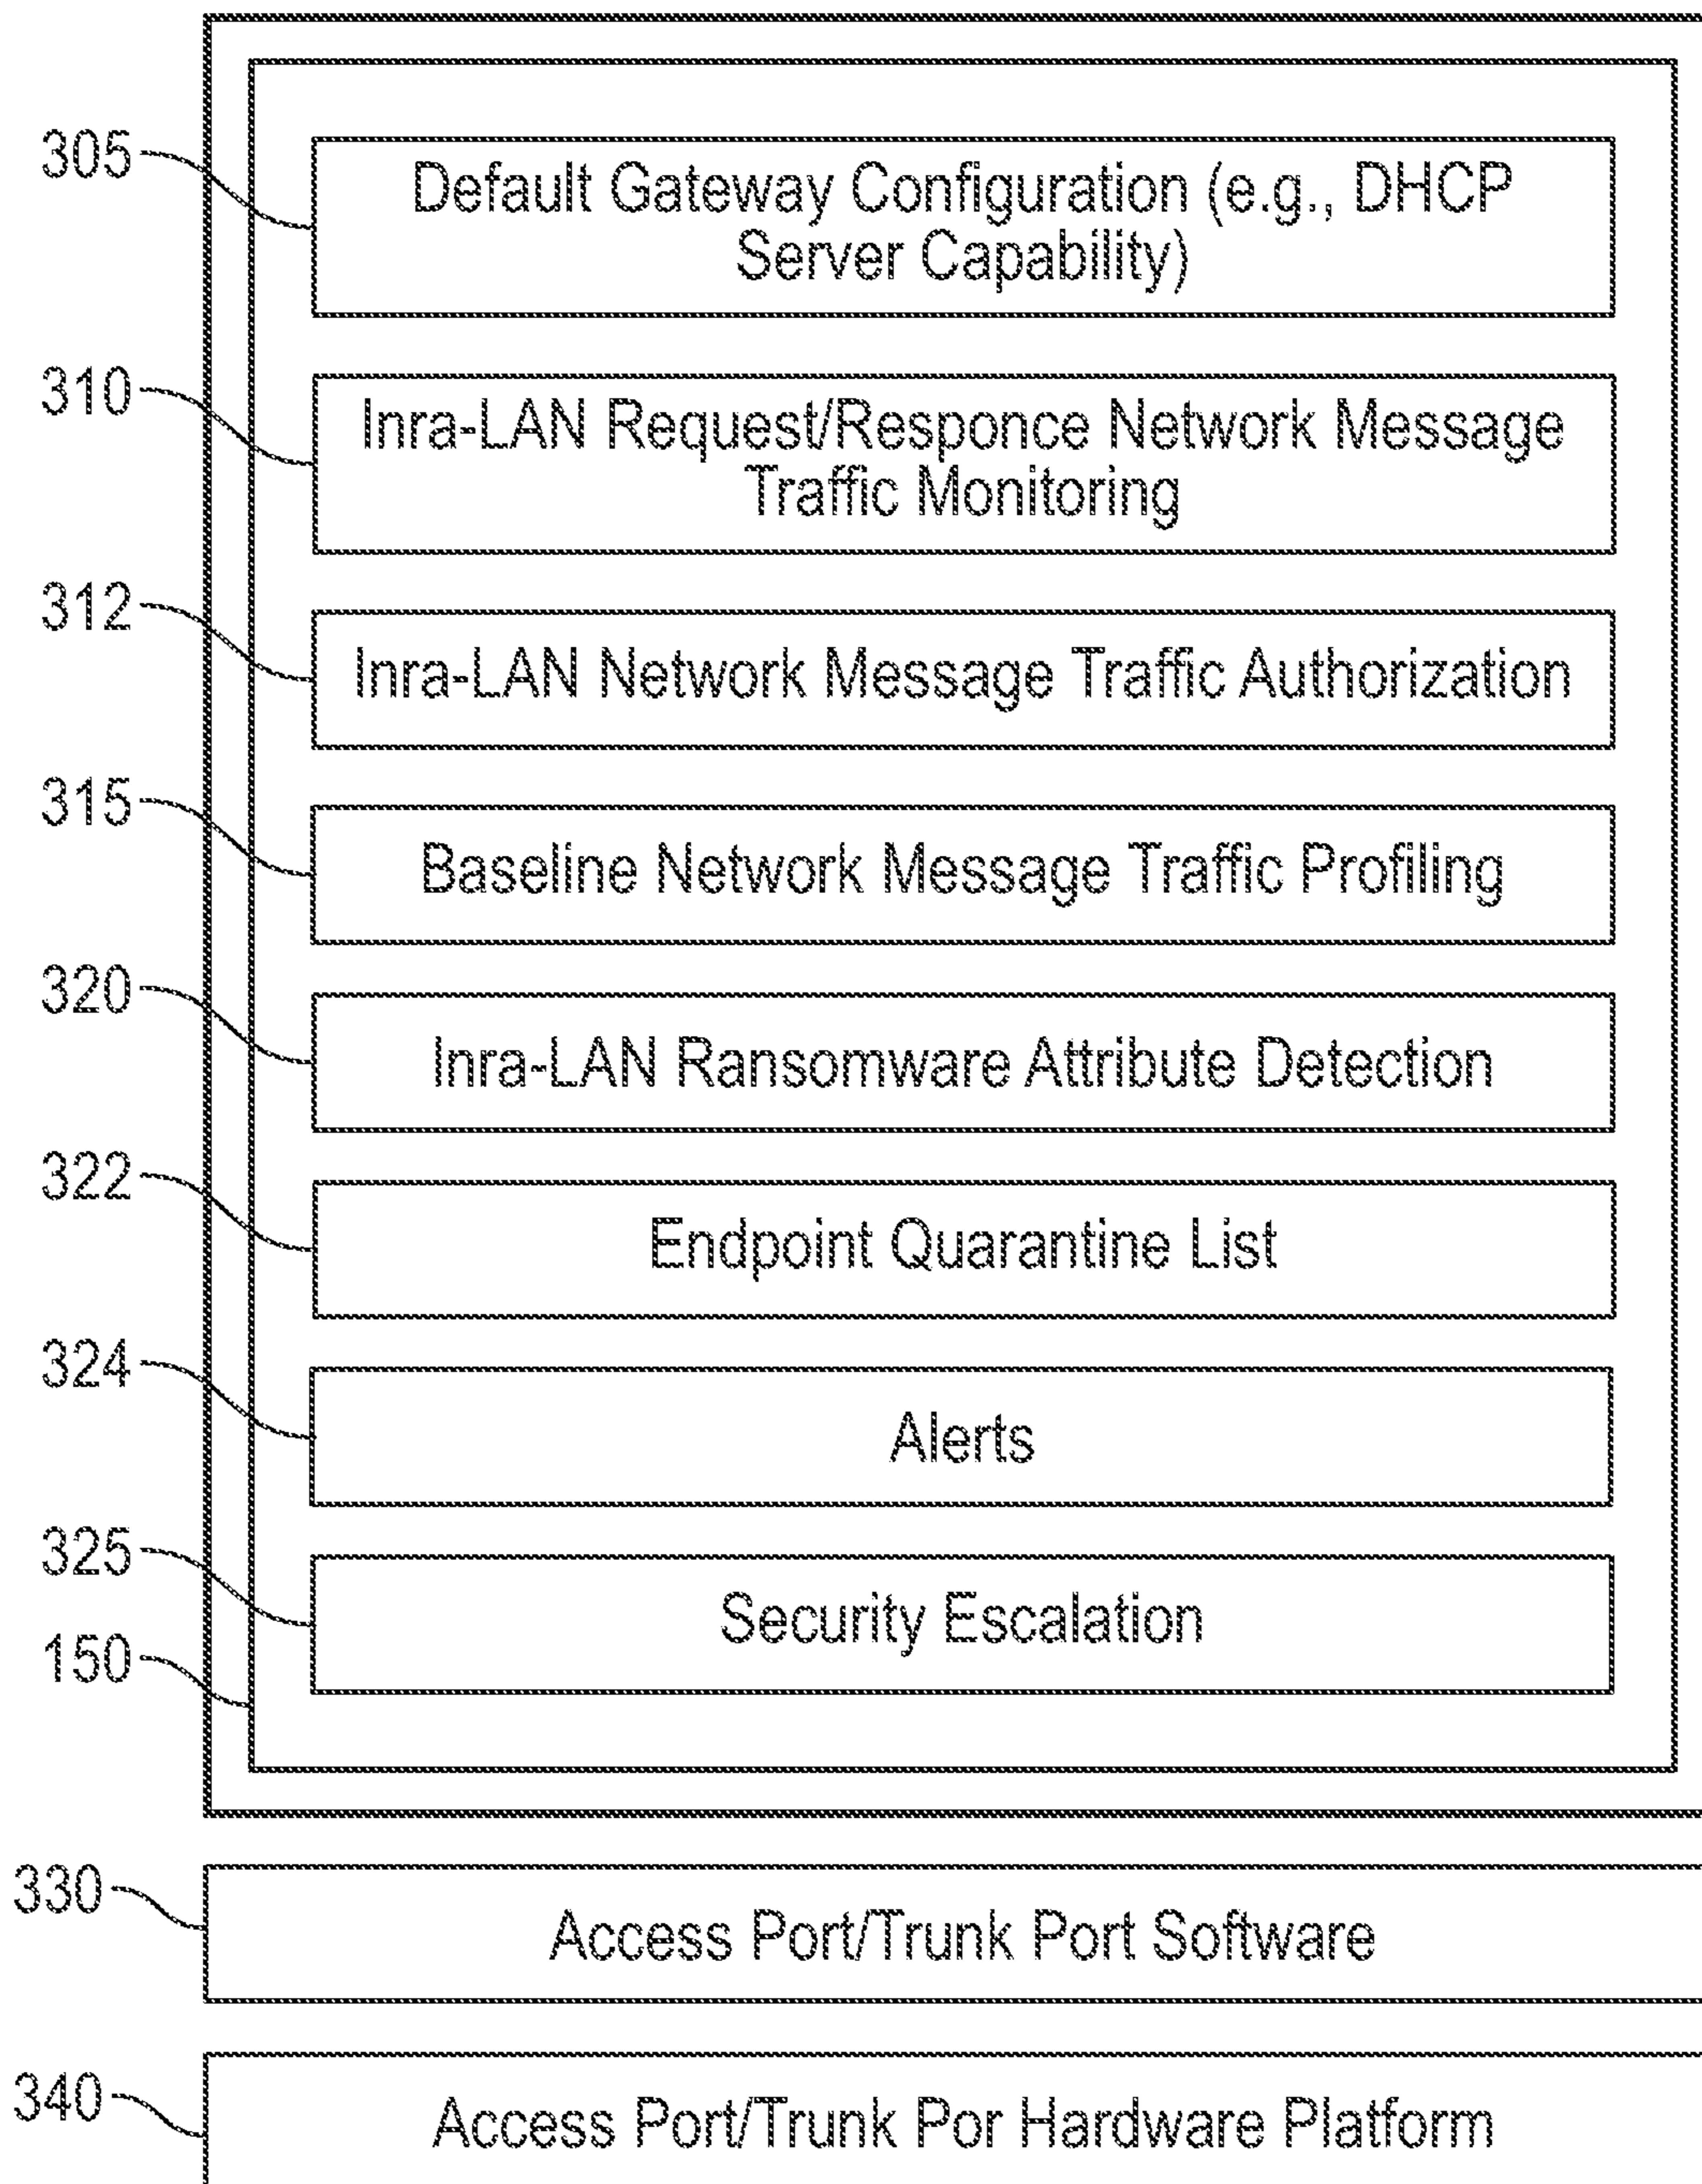 305
Default Gateway Configuration (e.g., DHCP
Server Capability)
310
Inra-LAN Request/Responce Network Message
Traffic Monitoring
312
Inra-LAN Network Message Traffic Authorization
315
Baseline Network Message Traffic Profiling
320
Inra-LAN Ransomware Attribute Detection
322
Endpoint Quarantine List
324
Alerts
325
Security Escalation
150
330
Access Port/Trunk Port Software
340
Access Port/Trunk Por Hardware Platform